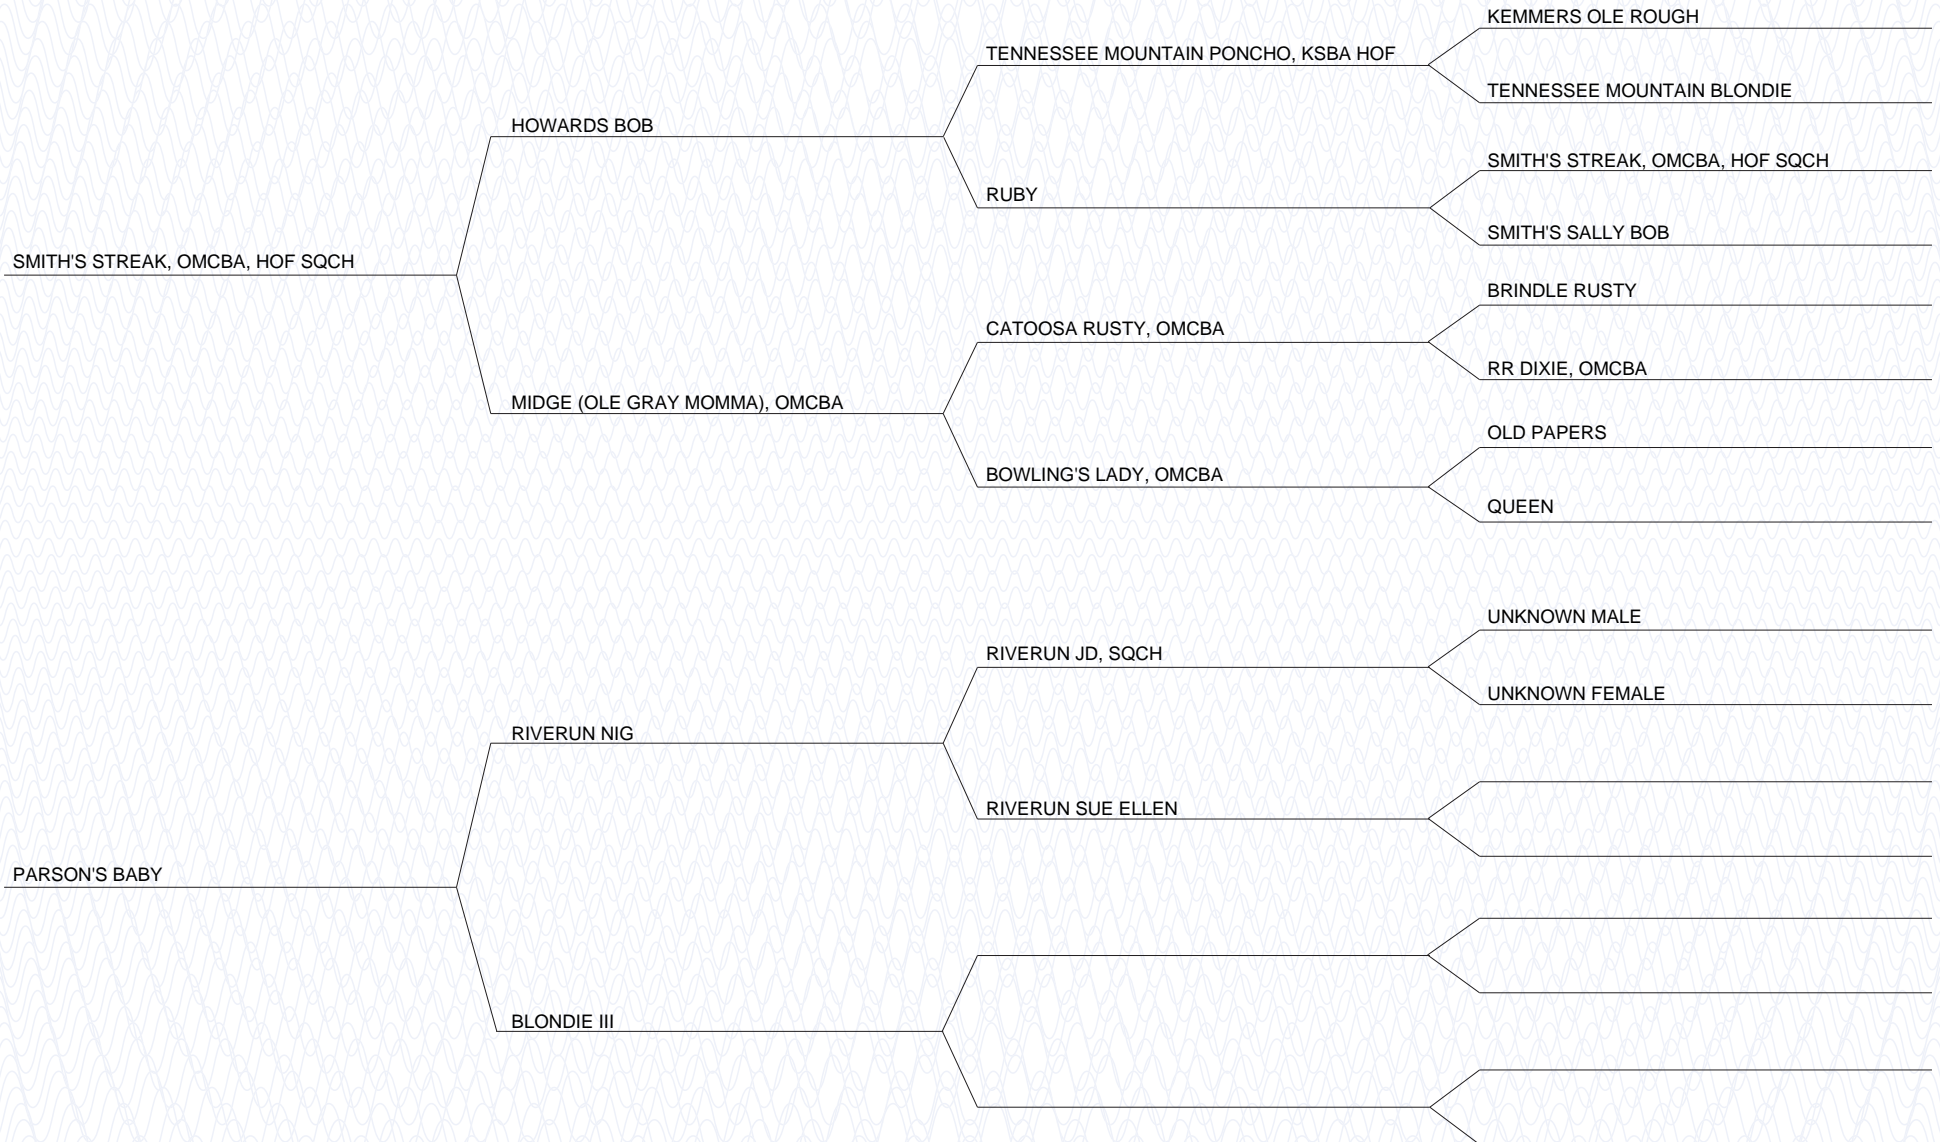 KEMMERS OLE ROUGH
TENNESSEE MOUNTAIN PONCHO, KSBA HOF
TENNESSEE MOUNTAIN BLONDIE
HOWARDS BOB
SMITH'S STREAK, OMCBA, HOF SQCH
RUBY
SMITH'S SALLY BOB
SMITH'S STREAK, OMCBA, HOF SQCH
BRINDLE RUSTY
CATOOSA RUSTY, OMCBA
RR DIXIE, OMCBA
MIDGE (OLE GRAY MOMMA), OMCBA
OLD PAPERS
BOWLING'S LADY, OMCBA
QUEEN
UNKNOWN MALE
RIVERUN JD, SQCH
UNKNOWN FEMALE
RIVERUN NIG
RIVERUN SUE ELLEN
PARSON'S BABY
BLONDIE III